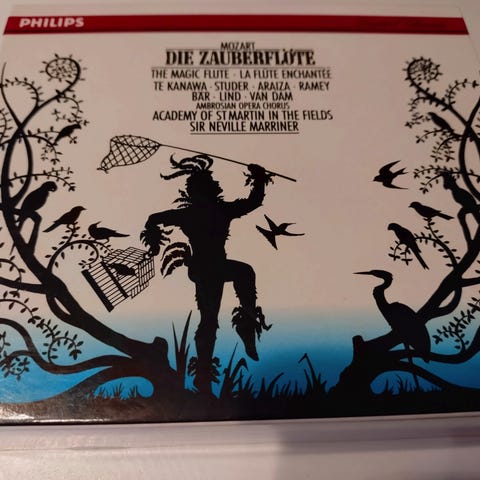 PHILIPS
MOZART
DIE ZAUBERFLÖTE
THE MAGIC FLUTE · LA FLÛTE ENCHANTÉE
TE KANAWA · STUDER · ARAIZA · RAMEY
BÄR · LIND · VAN DAM
AMBROSIAN OPERA CHORUS
ACADEMY OF ST MARTIN IN THE FIELDS
SIR NEVILLE MARRINER